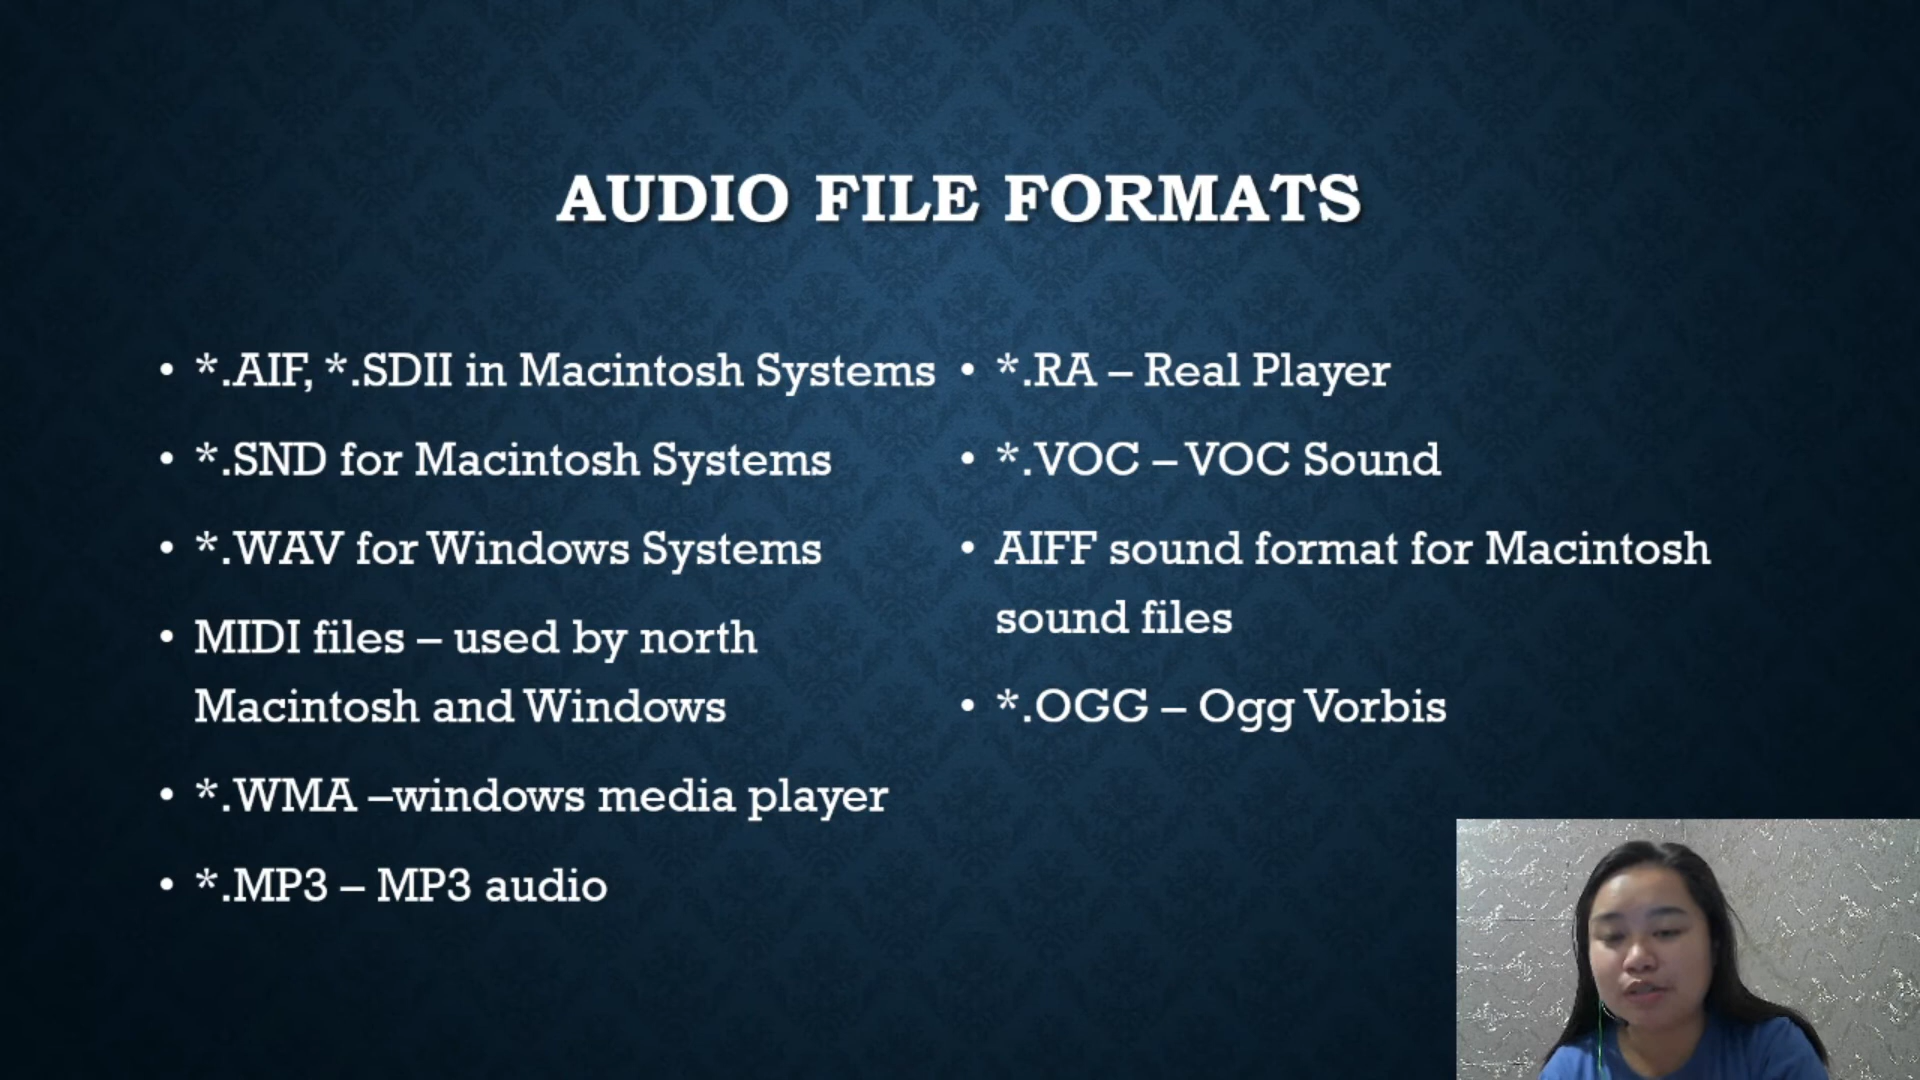 AUDIO FILE FORMATS
• *.AIF, *.SDII in Macintosh Systems
• *.SND for Macintosh Systems
• *.WAV for Windows Systems
• MIDI files – used by north
Macintosh and Windows
• *.WMA –windows media player
• *.MP3 – MP3 audio
• *.RA – Real Player
• *.VOC – VOC Sound
• AIFF sound format for Macintosh
sound files
• *.OGG – Ogg Vorbis